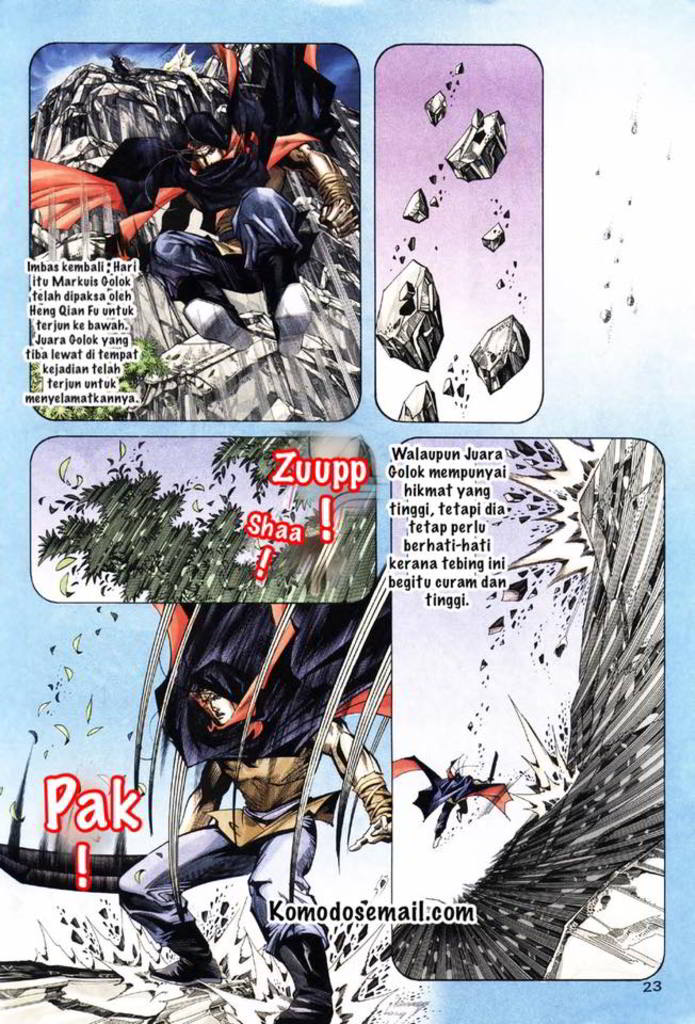 Imbas kembali : Hari
itu Markuis Golok
telah dipaksa oleh
Heng Qian Fu untuk
terjun ke bawah.
Juara Golok yang
tiba lewat di tempat
kejadian telah
terjun untuk
menyelamatkannya.
Zuupp
!
Shaa
!
Walaupun Juara
Golok mempunyai
hikmat yang
tinggi, tetapi dia
tetap perlu
berhati-hati
kerana tebing ini
begitu curam dan
tinggi.
Pak
!
Komodosemail.com
23